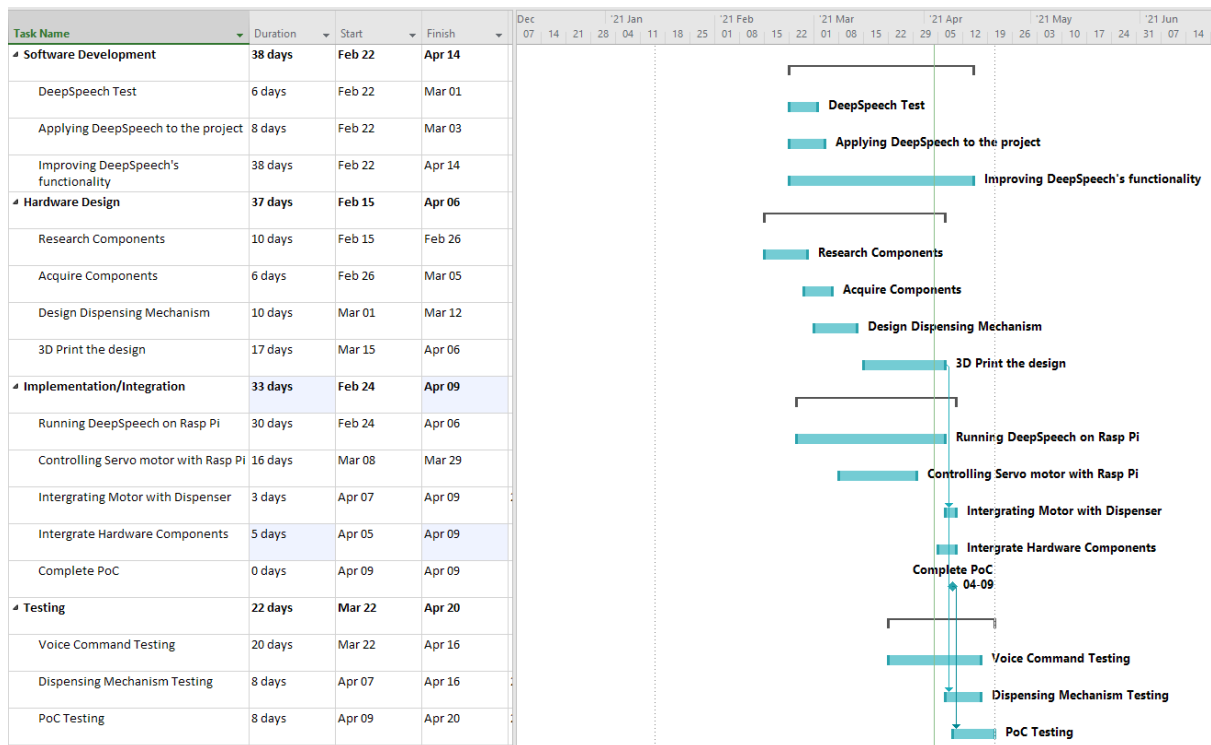 Dec '21 Jan '21 Feb '21 Mar '21 Apr '21 May '21 Jun
Task Name Duration Start Finish 07 14 21 28 04 11 18 25 01 08 15 22 01 08 15 22 29 05 12 19 26 03 10 17 24 31 07 14
Software Development 38 days Feb 22 Apr 14
DeepSpeech Test 6 days Feb 22 Mar 01 DeepSpeech Test
Applying DeepSpeech to the project 8 days Feb 22 Mar 03 Applying DeepSpeech to the project
Improving DeepSpeech's 38 days Feb 22 Apr 14 Improving DeepSpeech's functionality
functionality
Hardware Design 37 days Feb 15 Apr 06
Research Components 10 days Feb 15 Feb 26 Research Components
Acquire Components 6 days Feb 26 Mar 05 Acquire Components
Design Dispensing Mechanism 10 days Mar 01 Mar 12 Design Dispensing Mechanism
3D Print the design 17 days Mar 15 Apr 06 3D Print the design
Implementation/Integration 33 days Feb 24 Apr 09
Running DeepSpeech on Rasp Pi 30 days Feb 24 Apr 06 Running DeepSpeech on Rasp Pi
Controlling Servo motor with Rasp Pi 16 days Mar 08 Mar 29 Controlling Servo motor with Rasp Pi
Intergrating Motor with Dispenser 3 days Apr 07 Apr 09 Intergrating Motor with Dispenser
Intergrate Hardware Components 5 days Apr 05 Apr 09 Intergrate Hardware Components
Complete PoC 0 days Apr 09 Apr 09 Complete PoC
04-09
Testing 22 days Mar 22 Apr 20
Voice Command Testing 20 days Mar 22 Apr 16 Voice Command Testing
Dispensing Mechanism Testing 8 days Apr 07 Apr 16 Dispensing Mechanism Testing
PoC Testing 8 days Apr 09 Apr 20 PoC Testing